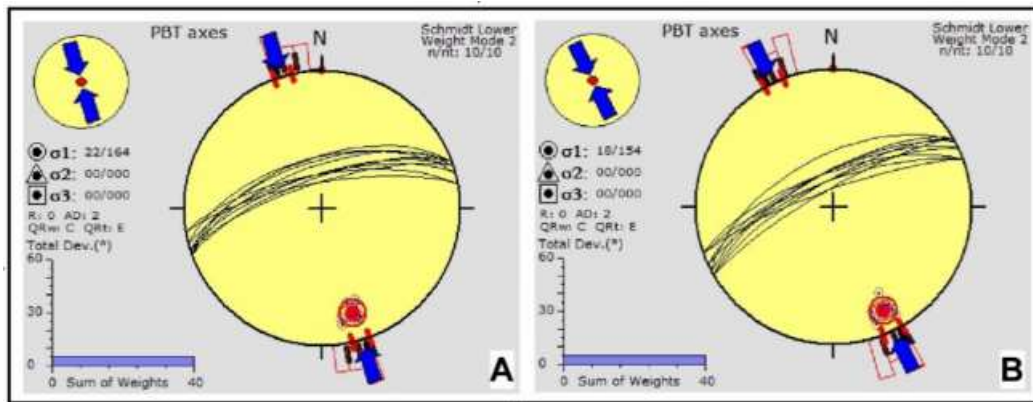 PBT axes
N
Schmidt Lower
Weight Mode 2
n/nt: 10/10
σ1: 22/164
σ2: 00/000
σ3: 00/000
R: 0 AD: 2
QRw: C QRt: E
Total Dev.(°)
60
30
0
0 Sum of Weights 40
A
PBT axes
N
Schmidt Lower
Weight Mode 2
n/nt: 10/10
σ1: 18/154
σ2: 00/000
σ3: 00/000
R: 0 AD: 2
QRw: C QRt: E
Total Dev.(°)
60
30
0
0 Sum of Weights 40
B